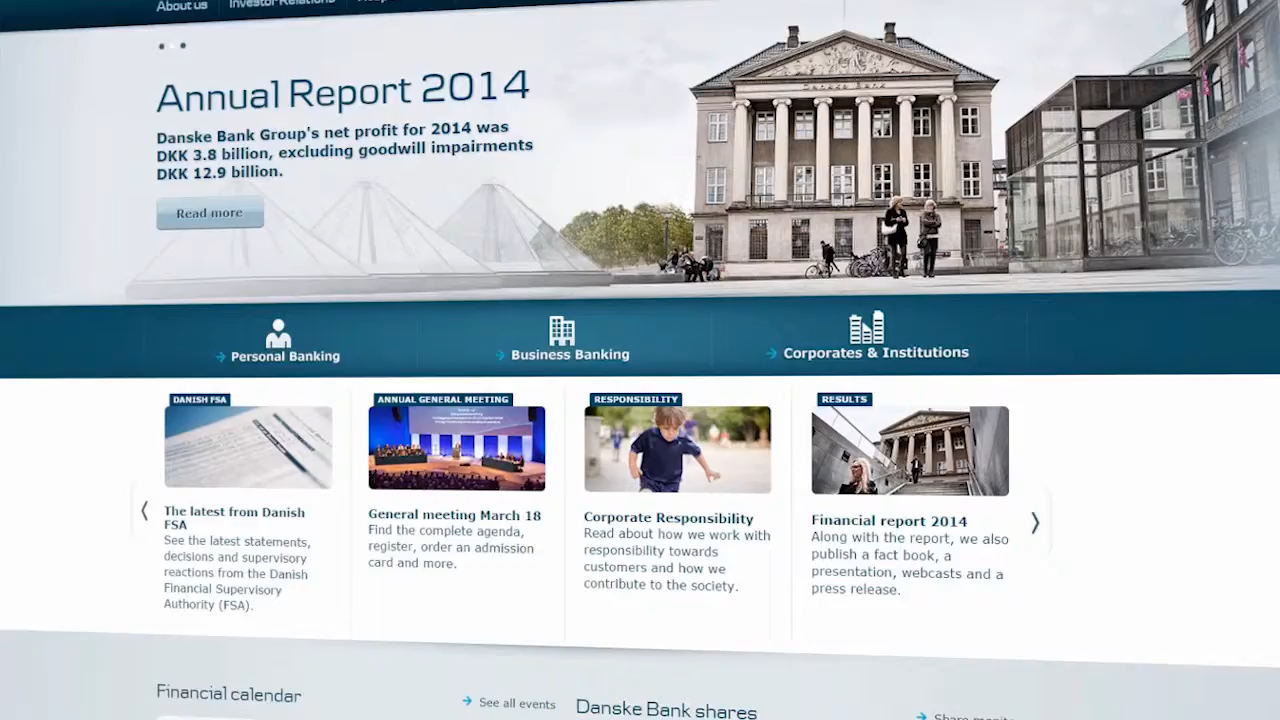 About us
Investor Relations
Annual Report 2014
Danske Bank Group's net profit for 2014 was
DKK 3.8 billion, excluding goodwill impairments
DKK 12.9 billion.
Read more
Danske Bank
Personal Banking
Business Banking
Corporates & Institutions
DANISH FSA
The latest from Danish
FSA
See the latest statements,
decisions and supervisory
reactions from the Danish
Financial Supervisory
Authority (FSA).
ANNUAL GENERAL MEETING
General meeting March 18
Find the complete agenda,
register, order an admission
card and more.
RESPONSIBILITY
Corporate Responsibility
Read about how we work with
responsibility towards
customers and how we
contribute to the society.
RESULTS
Financial report 2014
Along with the report, we also
publish a fact book, a
presentation, webcasts and a
press release.
Financial calendar
See all events
Danske Bank shares
Share